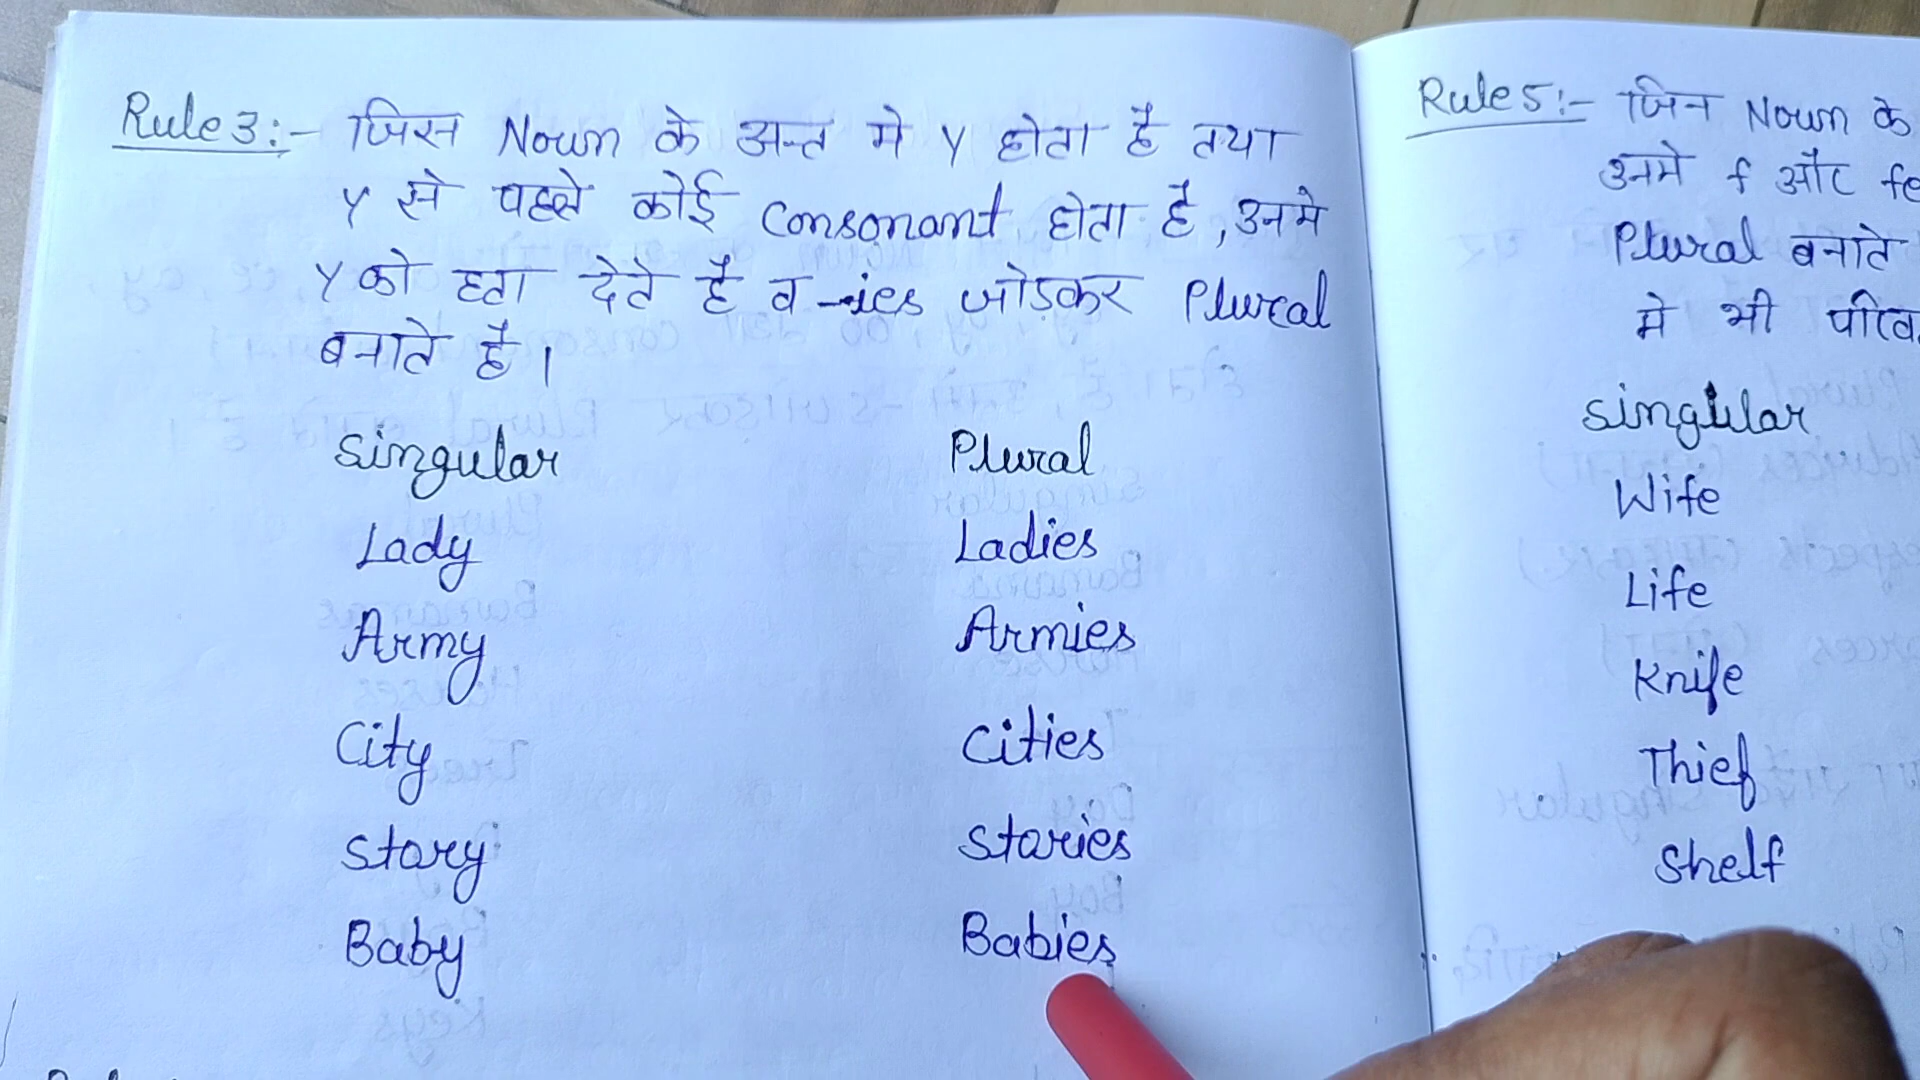 Rule 3:- जिस Noun के अन्त मे y होता है तथा
y से पहले कोई consonant होता है, उनमे
y को हटा देते है व -ies जोड़कर Plural
बनाते है।
Singular Plural
Lady Ladies
Army Armies
City Cities
Story Stories
Baby Babies
Rule 5:- जिन Noun के
उनमे f और fe
Plural बनाते
मे भी
Singular
Wife
Life
Knife
Thief
Shelf